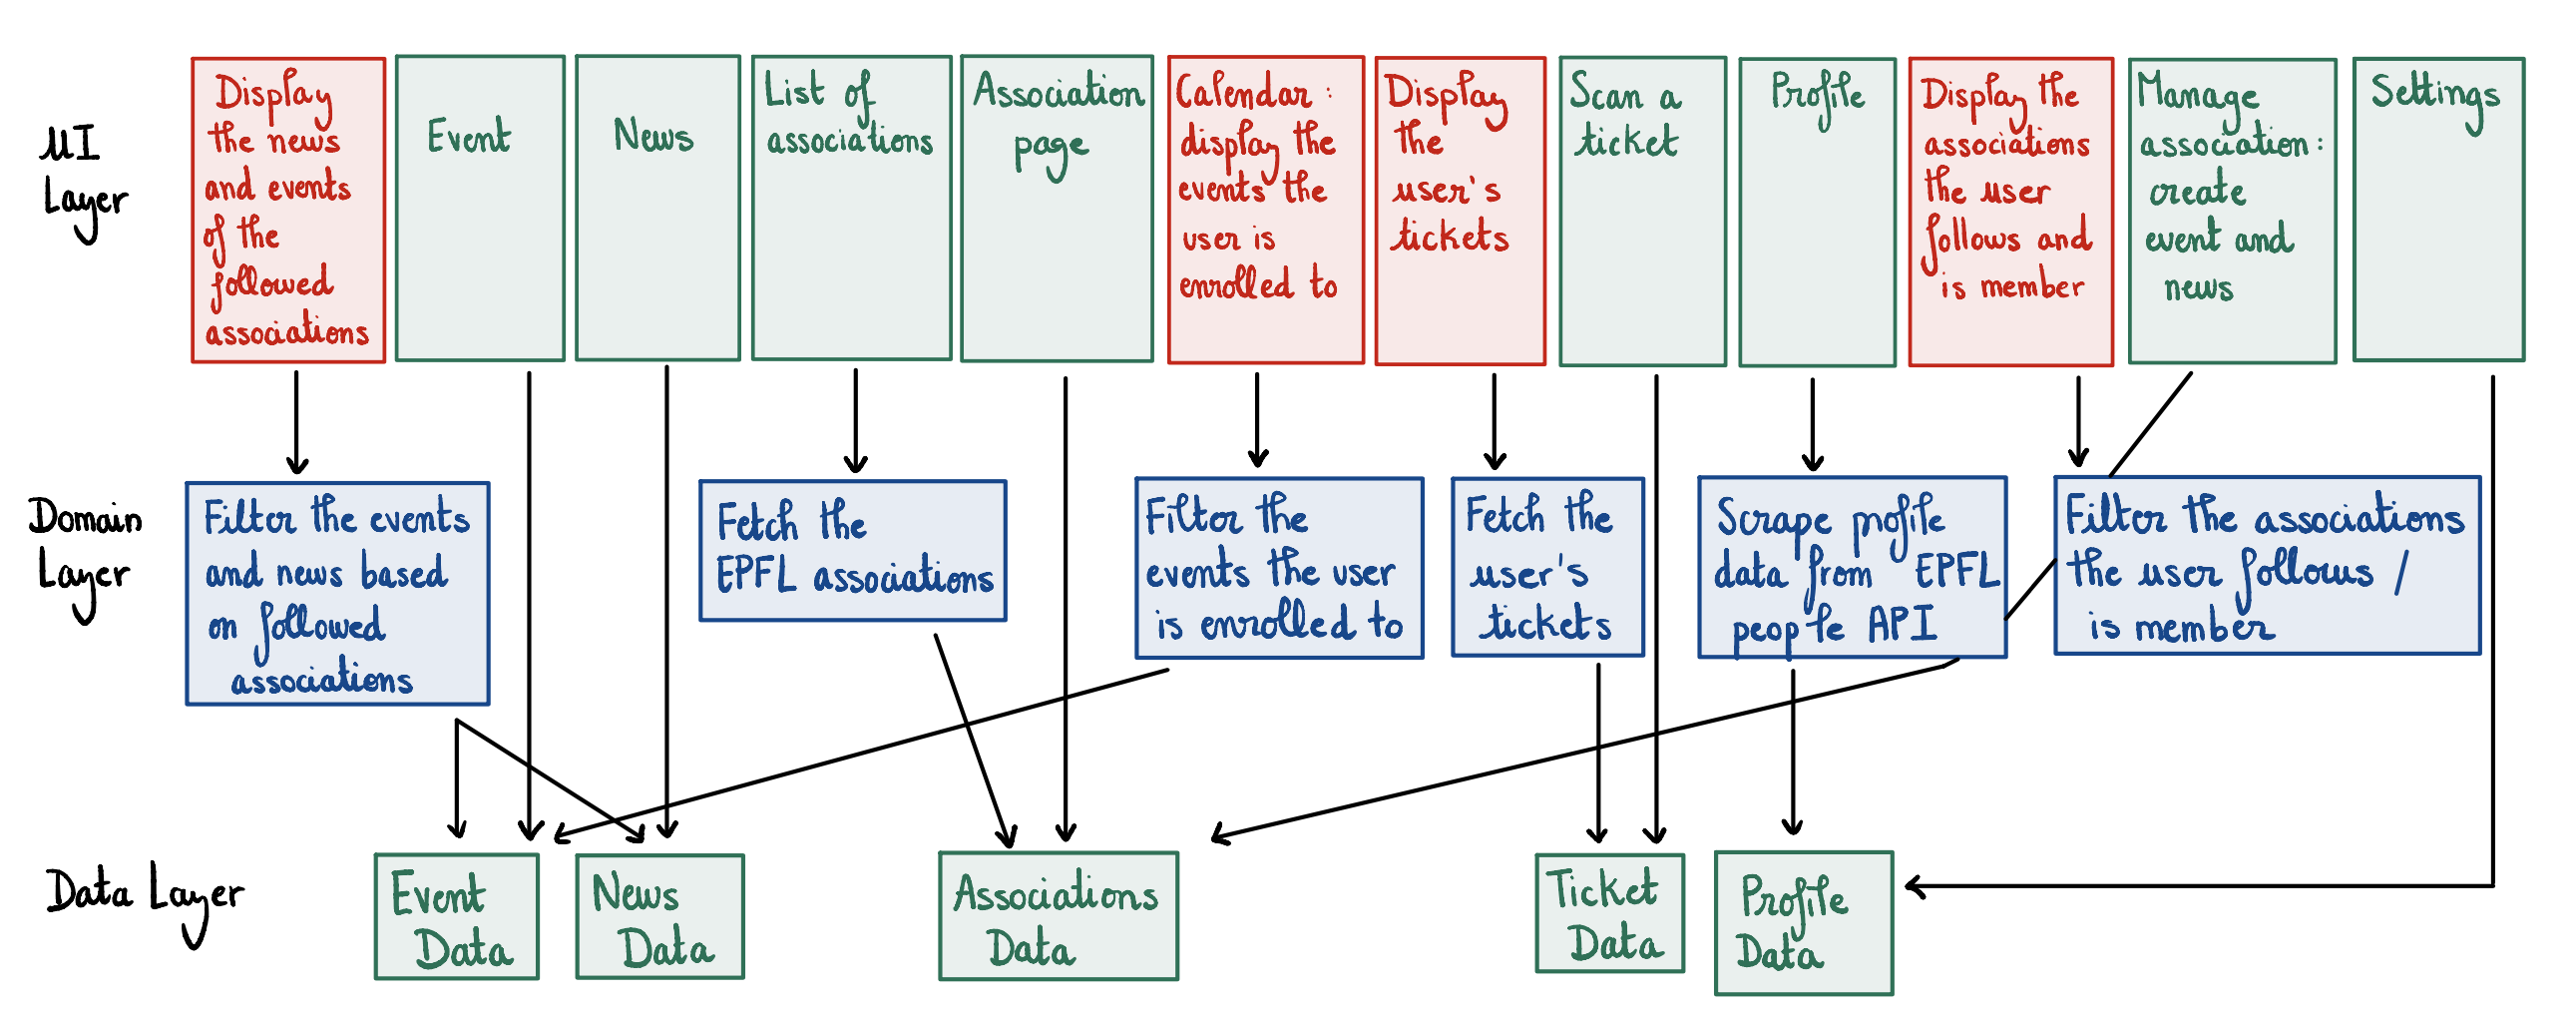 UI
Layer
Display
the news
and events
of the
followed
associations
Event
News
List of
associations
Association
page
Calendar :
display the
events the
user is
enrolled to
Display
the
user's
tickets
Scan a
ticket
Profile
Display the
associations
the user
follows and
is member
Manage
association :
create
event and
news
Settings
Domain
Layer
Filter the events
and news based
on followed
associations
Fetch the
EPFL associations
Filter the
events the user
is enrolled to
Fetch the
user's
tickets
Scrape profile
data from EPFL
people API
Filter the associations
the user follows /
is member
Data Layer
Event
Data
News
Data
Associations
Data
Ticket
Data
Profile
Data